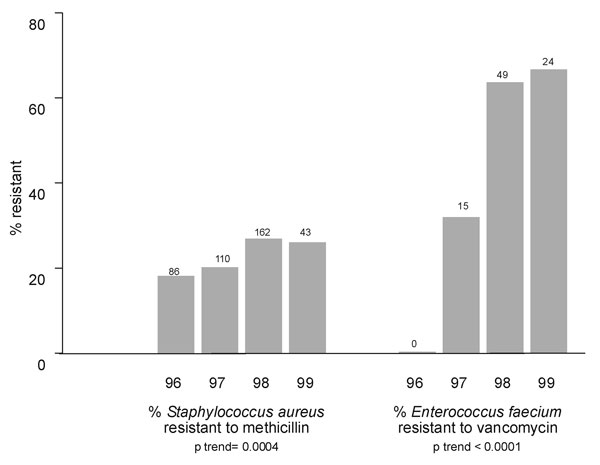 80
60
40
20
0
% resistant
86
110
162
43
0
15
49
24
96 97 98 99
96 97 98 99
% Staphylococcus aureus
resistant to methicillin
p trend= 0.0004
% Enterococcus faecium
resistant to vancomycin
p trend < 0.0001